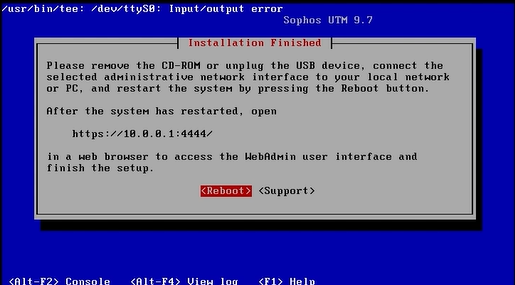 /usr/bin/tee: /dev/ttyS0: Input/output error
Sophos UTM 9.7
Installation Finished
Please remove the CD-ROM or unplug the USB device, connect the
selected administrative network interface to your local network
or PC, and restart the system by pressing the Reboot button.
After the system has restarted, open
https://10.0.0.1:4444/
in a web browser to access the WebAdmin user interface and
finish the setup.
<Reboot> <Support>
<Alt-F2> Console <Alt-F4> View log <F1> Help